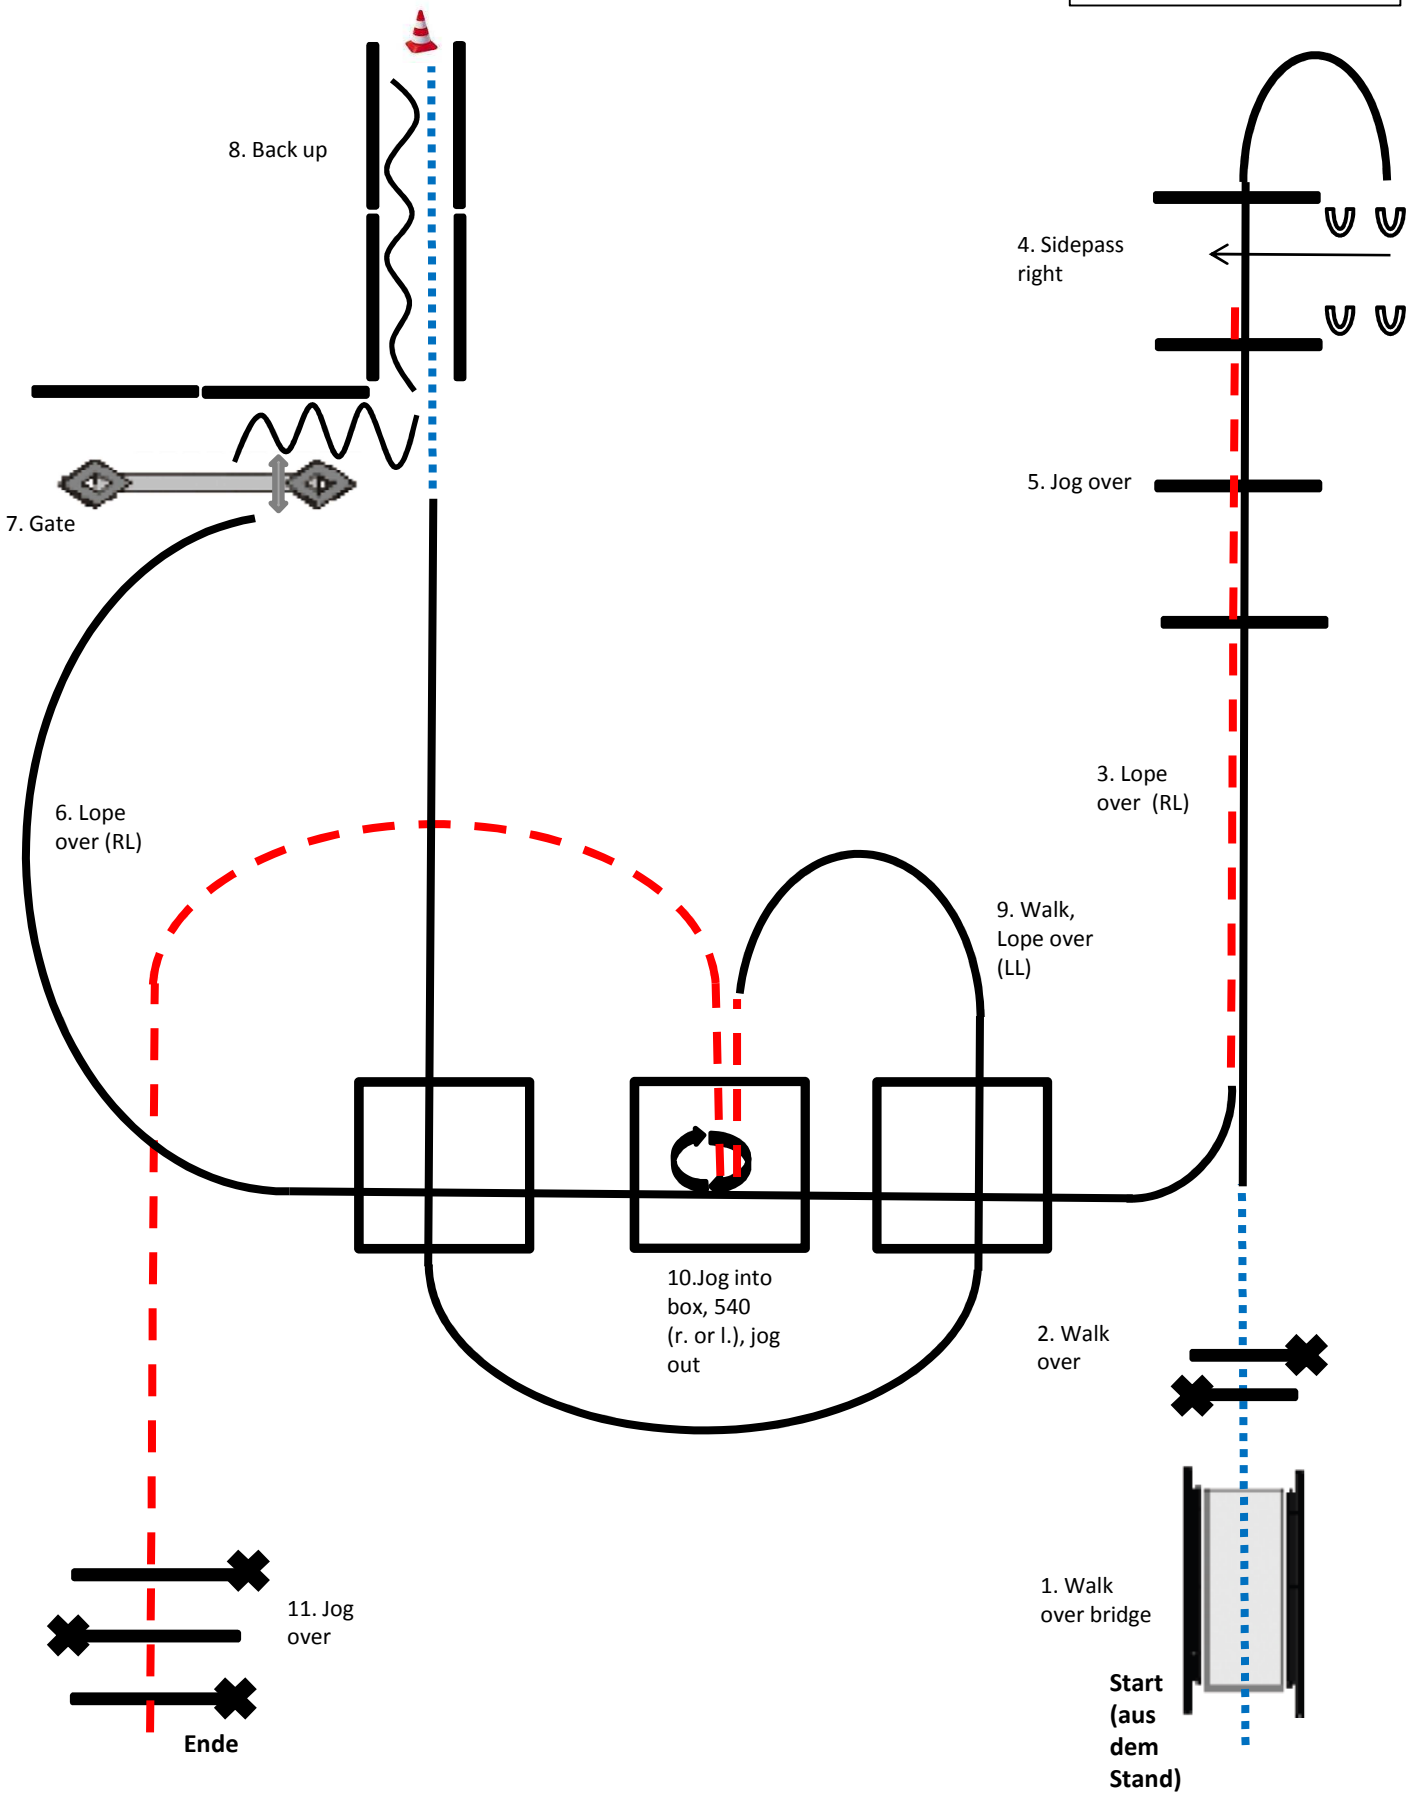 8. Back up
4. Sidepass
right
5. Jog over
7. Gate
3. Lope
over (RL)
6. Lope
over (RL)
9. Walk,
Lope over
(LL)
10.Jog into
box, 540
(r. or l.), jog
out
2. Walk
over
1. Walk
over bridge
11. Jog
over
Start
(aus
dem
Stand)
Ende